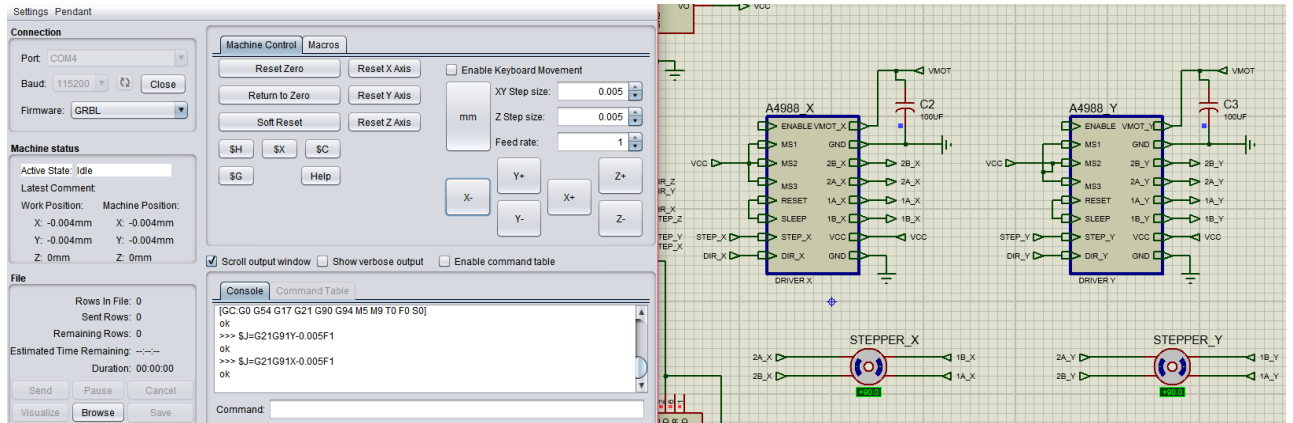 Settings Pendant
Connection
Port: COM4
Baud: 115200 Close
Firmware: GRBL
Machine status
Active State: Idle
Latest Comment:
Work Position: Machine Position:
X: -0.004mm X: -0.004mm
Y: -0.004mm Y: -0.004mm
Z: 0mm Z: 0mm
File
Rows In File: 0
Sent Rows: 0
Remaining Rows: 0
Estimated Time Remaining: --:--:--
Duration: 00:00:00
Send Pause Cancel
Visualize Browse Save
Machine Control Macros
Reset Zero Reset X Axis
Return to Zero Reset Y Axis
Soft Reset Reset Z Axis
$H $X $C
$G Help
Enable Keyboard Movement
mm
XY Step size: 0.005
Z Step size: 0.005
Feed rate: 1
X- Y+ Y- X+ Z+ Z-
Scroll output window Show verbose output Enable command table
Console Command Table
[GC:G0 G54 G17 G21 G90 G94 M5 M9 T0 F0 S0]
ok
>>> $J=G21G91Y-0.005F1
ok
>>> $J=G21G91X-0.005F1
ok
Command:
VO VCC
DIR_Z
DIR_Y
DIR_X
STEP_Z
STEP_Y
STEP_X
VMOT
C2
100UF
A4988_X
ENABLE VMOT_X
MS1 GND
VCC MS2 2B_X 2B_X
MS3 2A_X 2A_X
RESET 1A_X 1A_X
SLEEP 1B_X 1B_X
STEP_X STEP_X VCC VCC
DIR_X DIR_X GND
DRIVER X
VMOT
C3
100UF
A4988_Y
ENABLE VMOT_Y
MS1 GND
VCC MS2 2B_Y 2B_Y
MS3 2A_Y 2A_Y
RESET 1A_Y 1A_Y
SLEEP 1B_Y 1B_Y
STEP_Y STEP_Y VCC VCC
DIR_Y DIR_Y GND
DRIVER Y
STEPPER_X
2A_X 1B_X
2B_X 1A_X
+90.0
STEPPER_Y
2A_Y 1B_Y
2B_Y 1A_Y
+90.0